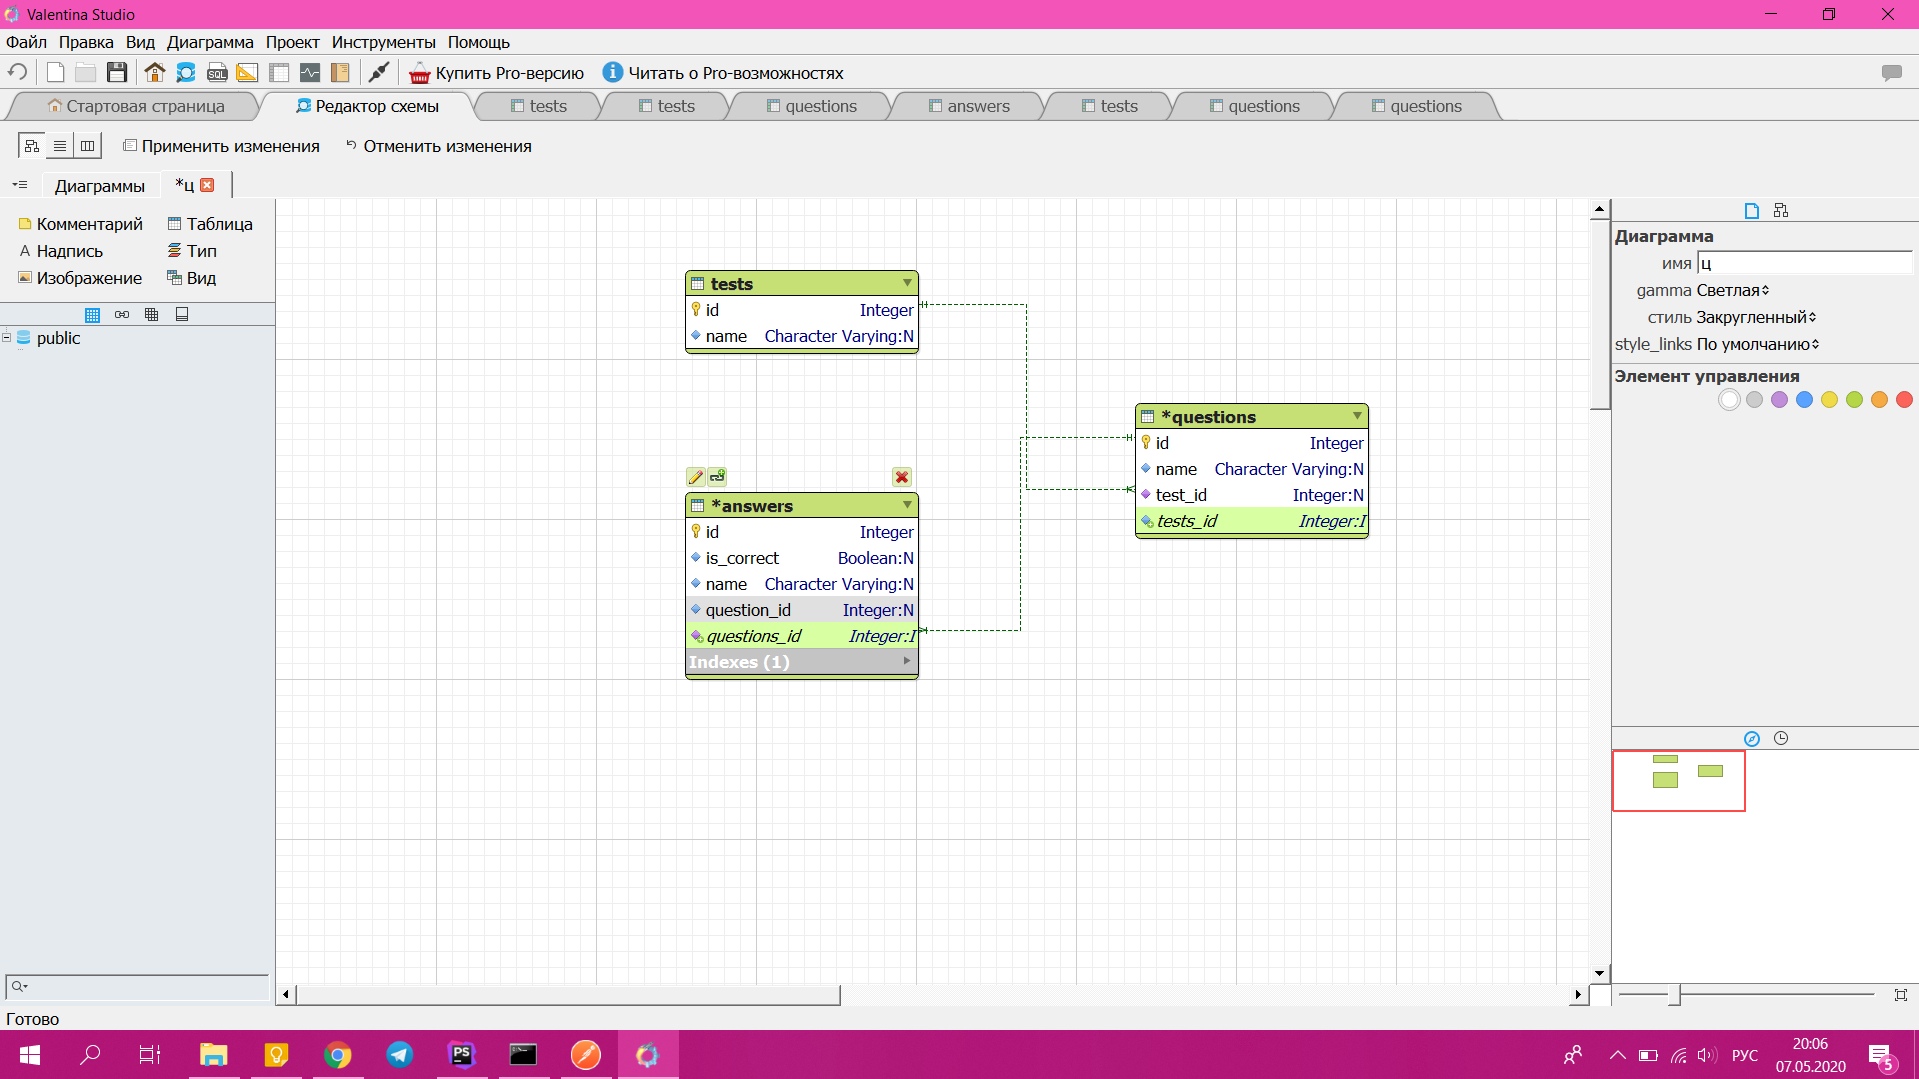 Valentina Studio
Файл Правка Вид Диаграмма Проект Инструменты Помощь
SQL Купить Pro-версию i Читать о Pro-возможностях
Стартовая страница Редактор схемы tests tests questions answers tests questions questions
Применить изменения Отменить изменения
Диаграммы *ц
Комментарий Таблица
A Надпись Тип
Изображение Вид
public
tests
id Integer
name Character Varying:N
*answers
id Integer
is_correct Boolean:N
name Character Varying:N
question_id Integer:N
questions_id Integer:I
Indexes (1)
*questions
id Integer
name Character Varying:N
test_id Integer:N
tests_id Integer:I
Диаграмма
имя ц
gamma Светлая
стиль Закругленный
style_links По умолчанию
Элемент управления
Готово
PS
РУС
20:06
07.05.2020
5